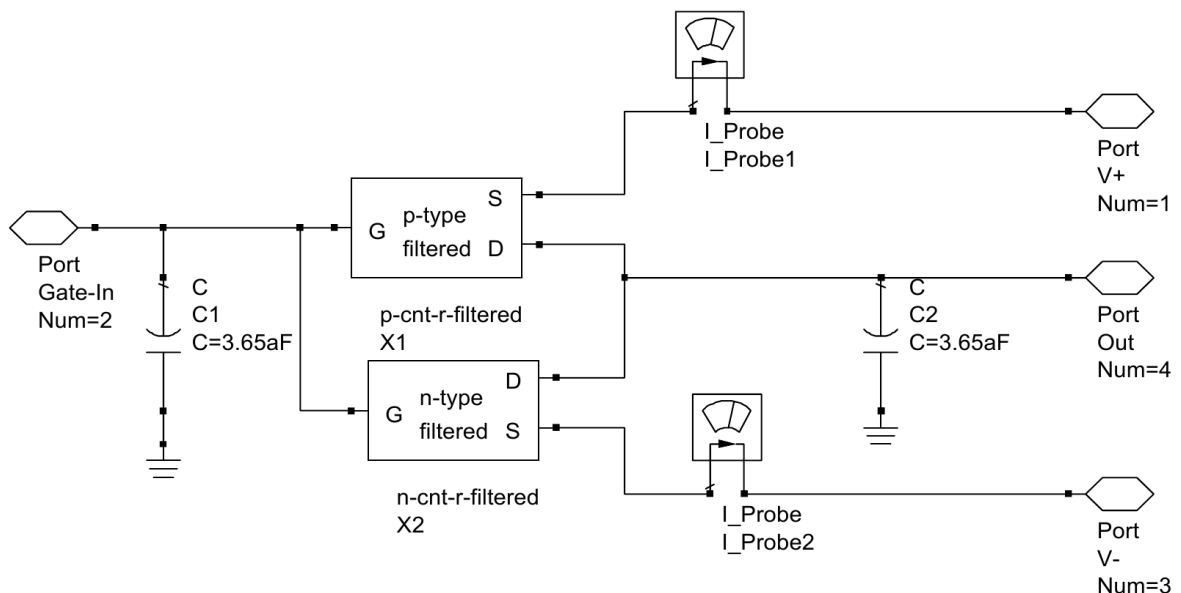 I_Probe
I_Probe1
Port
V+
Num=1
S
p-type
G
filtered
D
Port
Gate-In
Num=2
C
C1
C=3.65aF
p-cnt-r-filtered
X1
C
C2
C=3.65aF
Port
Out
Num=4
D
n-type
G
filtered
S
n-cnt-r-filtered
X2
I_Probe
I_Probe2
Port
V-
Num=3